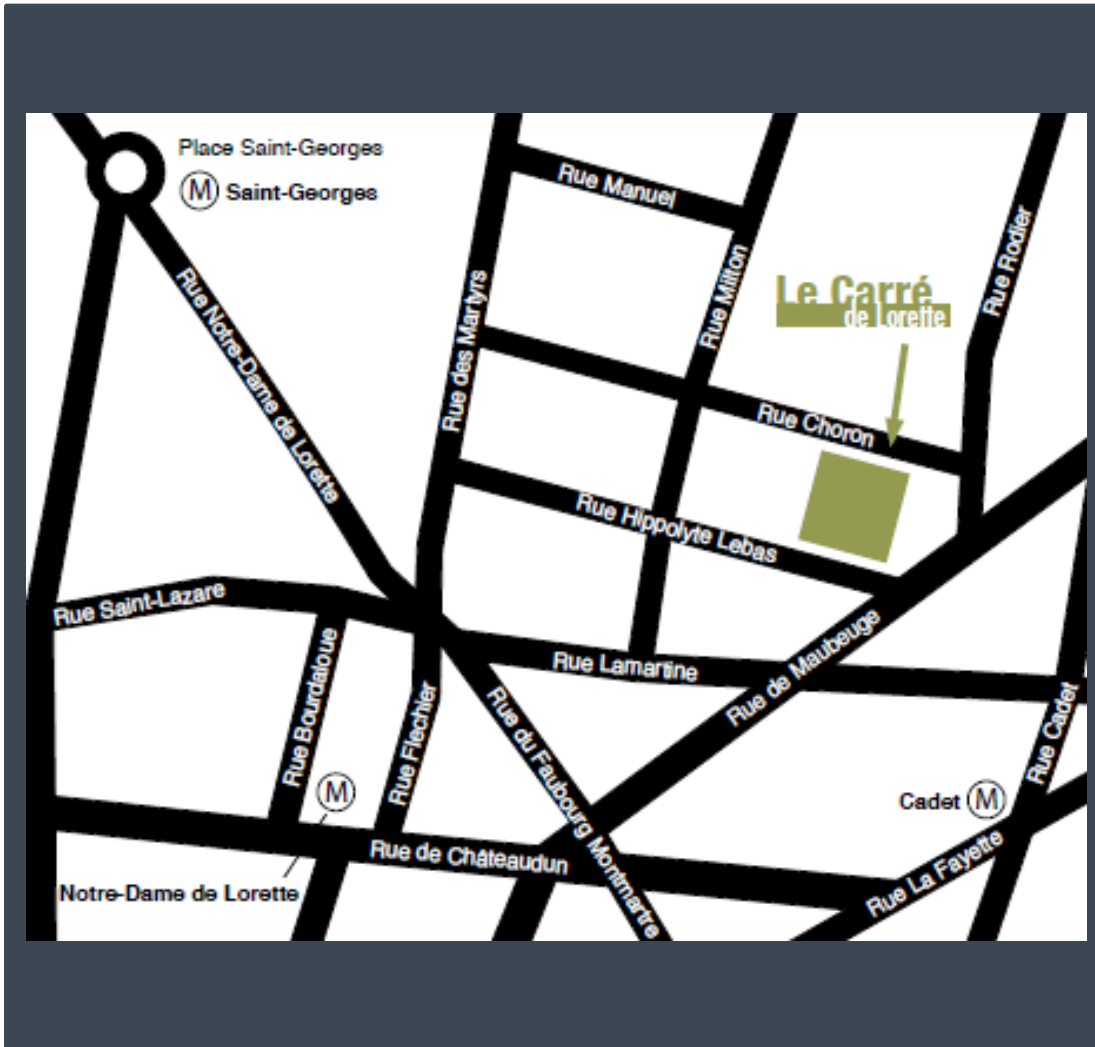 Place Saint-Georges
M Saint-Georges
Rue Manuel
Rue Milton
Rue Rodier
Rue des Martyrs
Rue Notre-Dame de Lorette
Le Carré
de Lorette
Rue Choron
Rue Hippolyte Lebas
Rue Saint-Lazare
Rue Bourdaloue
Rue Flechier
Rue Lamartine
Rue de Maubeuge
Rue du Faubourg Montmartre
Rue Cadet
M
Cadet M
Rue de Châteaudun
Rue La Fayette
Notre-Dame de Lorette